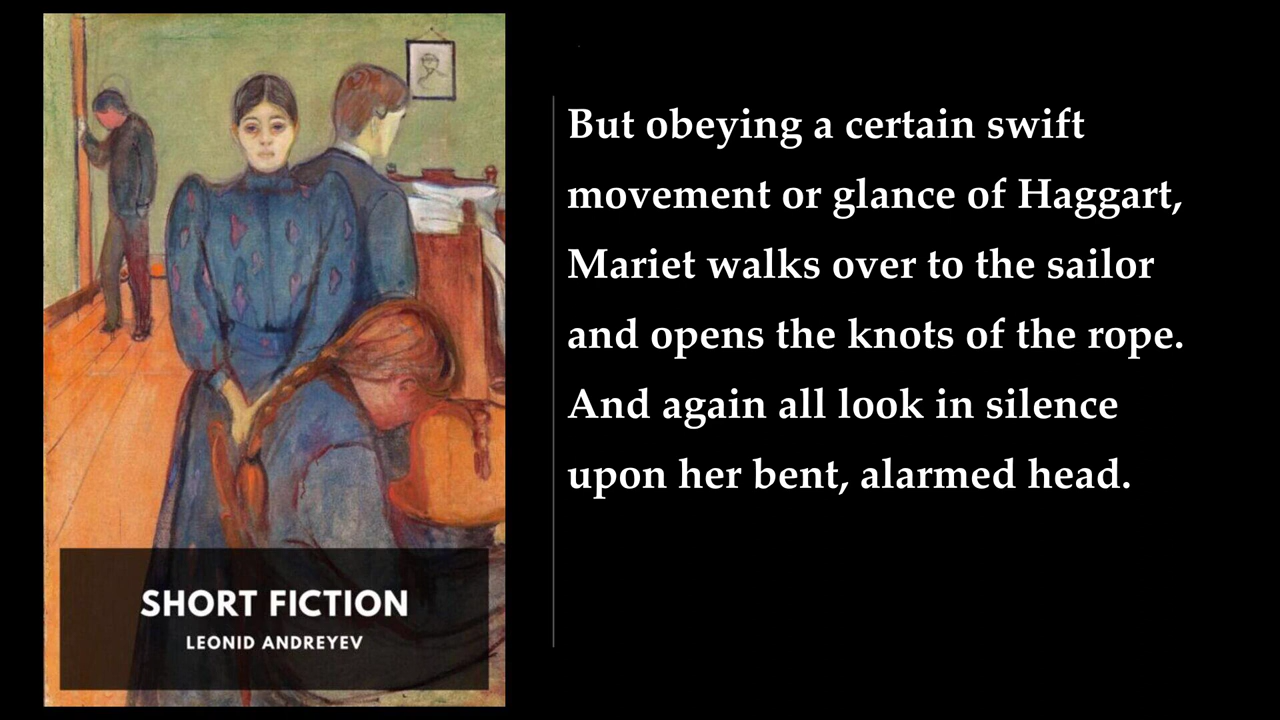 But obeying a certain swift
movement or glance of Haggart,
Mariet walks over to the sailor
and opens the knots of the rope.
And again all look in silence
upon her bent, alarmed head.
SHORT FICTION
LEONID ANDREYEV